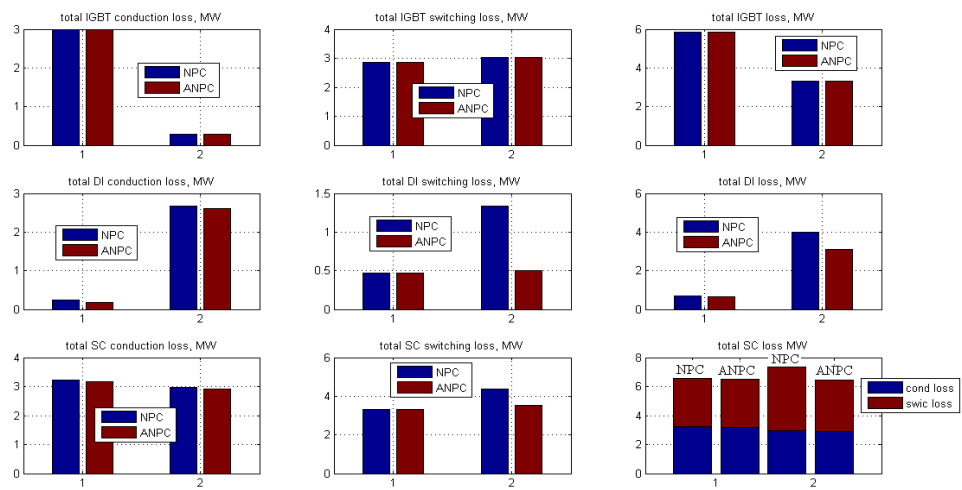 total IGBT conduction loss, MW
3
2
1
0
1
2
NPC
ANPC
total IGBT switching loss, MW
4
3
2
1
0
1
2
NPC
ANPC
total IGBT loss, MW
6
4
2
0
1
2
NPC
ANPC
total DI conduction loss, MW
3
2
1
0
1
2
NPC
ANPC
total DI switching loss, MW
1.5
1
0.5
0
1
2
NPC
ANPC
total DI loss, MW
6
4
2
0
1
2
NPC
ANPC
total SC conduction loss, MW
4
3
2
1
0
1
2
NPC
ANPC
total SC switching loss, MW
6
4
2
0
1
2
NPC
ANPC
total SC loss MW
8
6
4
2
0
1
2
NPC
ANPC
NPC
ANPC
cond loss
swic loss